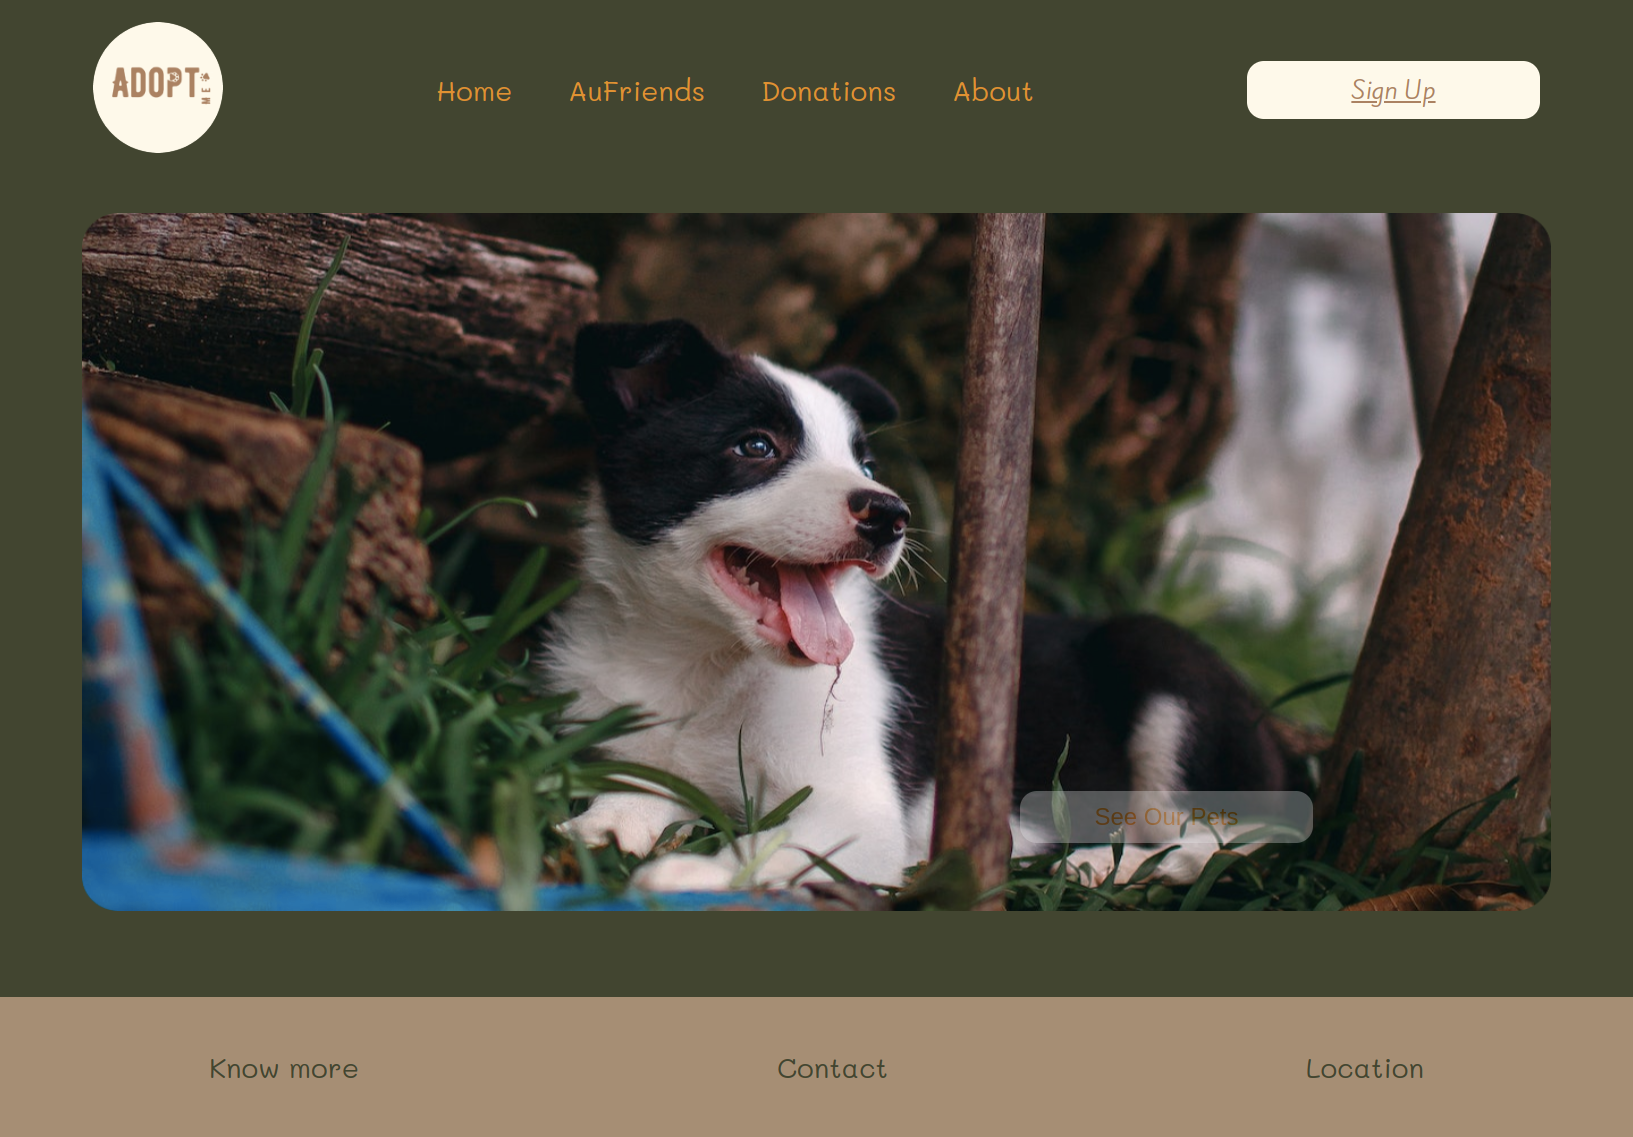 ADOPT
ME
Home AuFriends Donations About
Sign Up
See Our Pets
Know more Contact Location